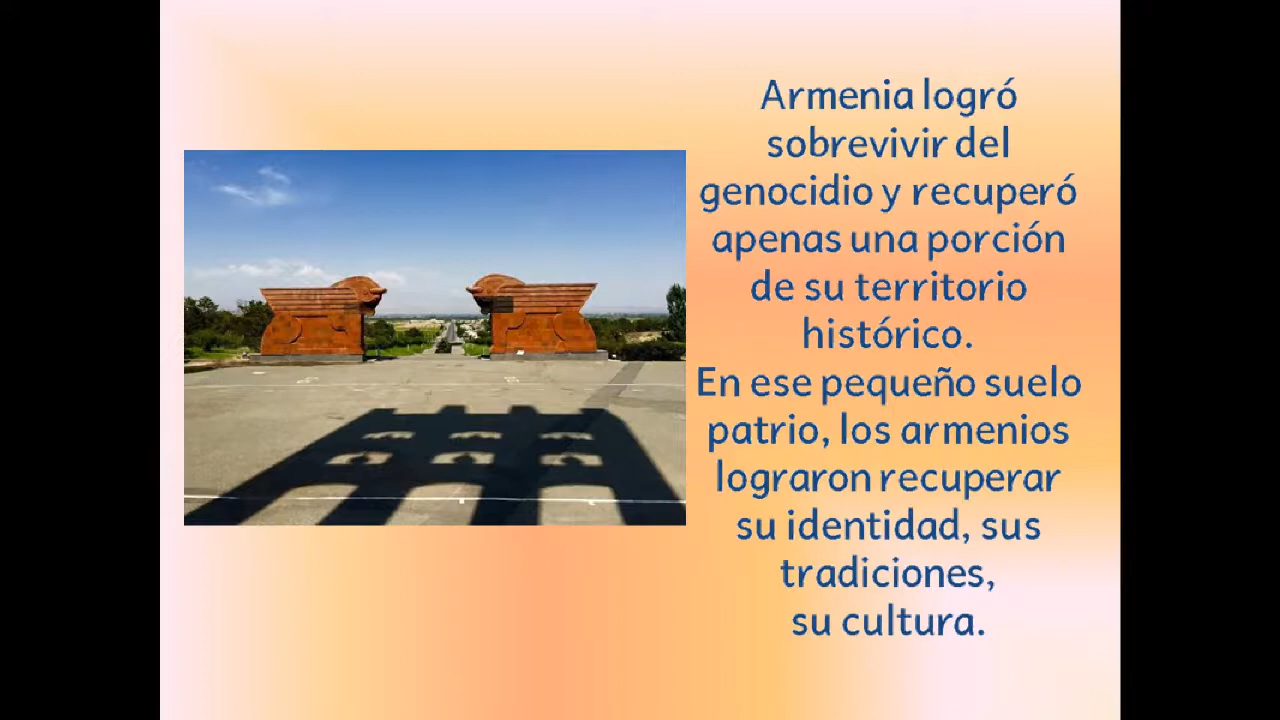 Armenia logró
sobrevivir del
genocidio y recuperó
apenas una porción
de su territorio
histórico.
En ese pequeño suelo
patrio, los armenios
lograron recuperar
su identidad, sus
tradiciones,
su cultura.